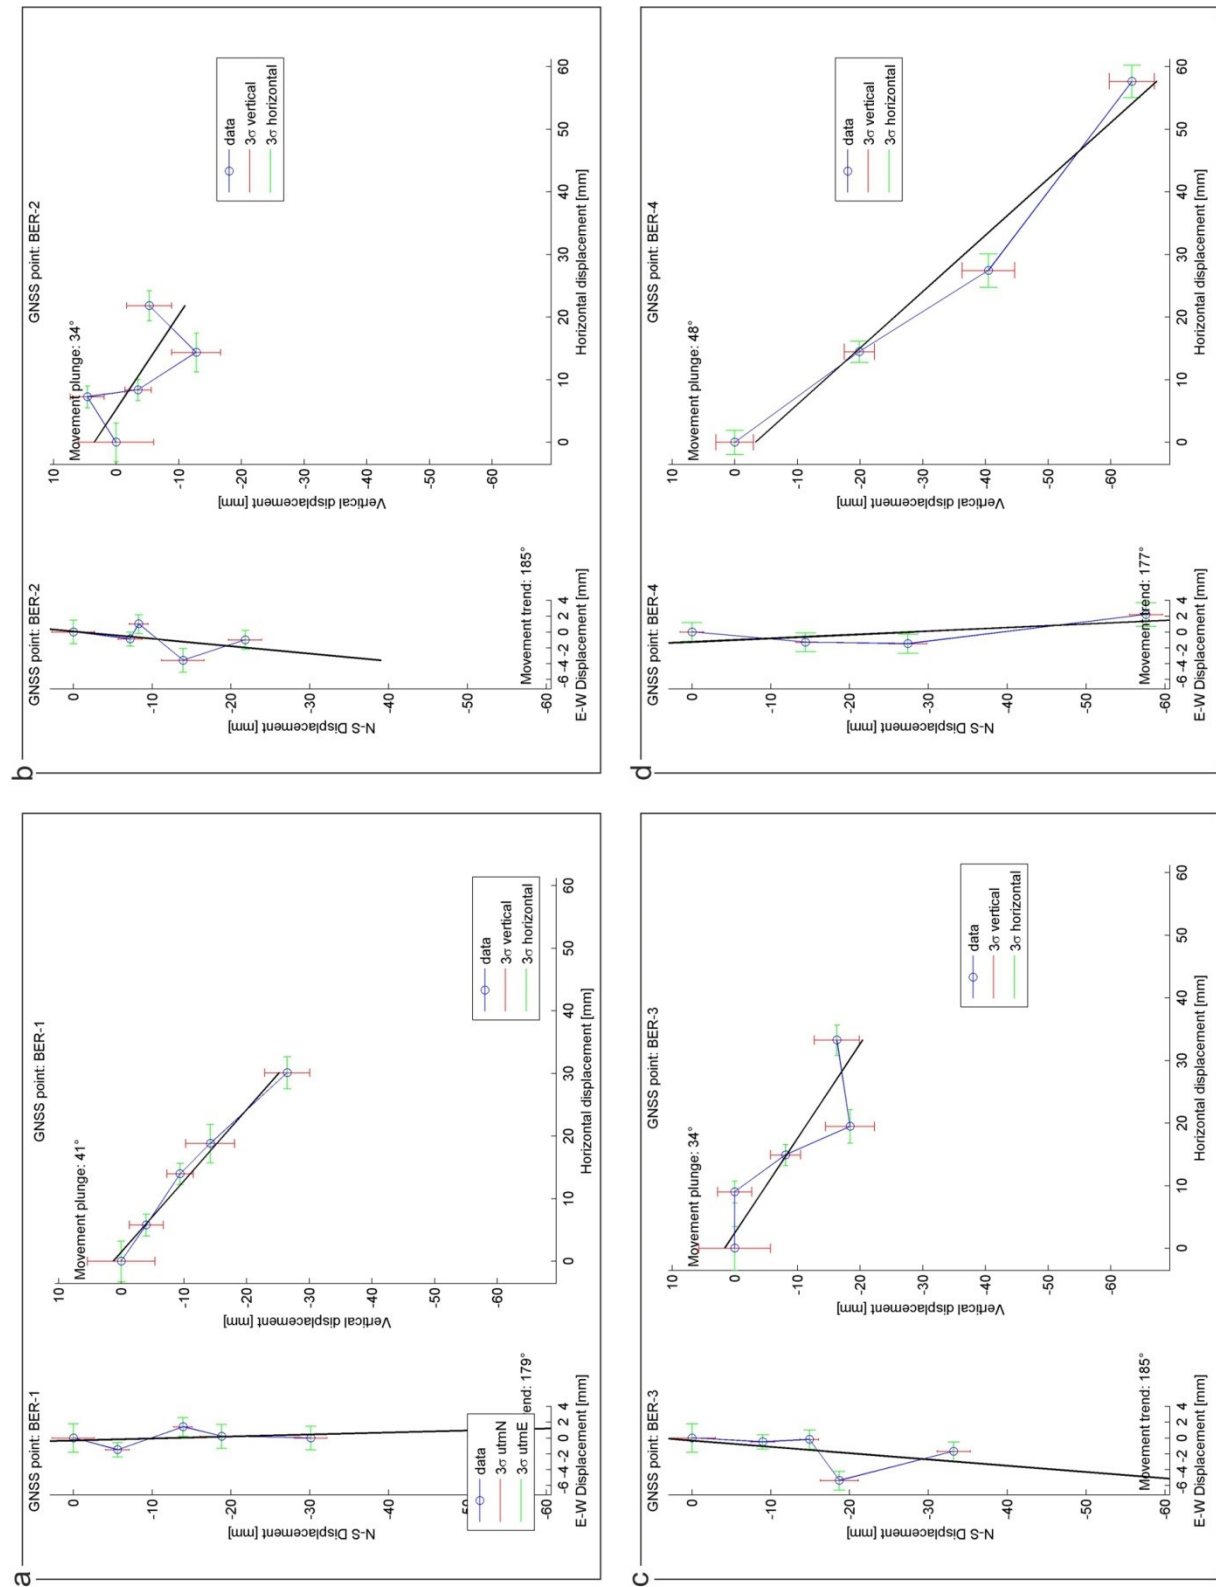 a
GNSS point: BER-1
N-S Displacement [mm]
0
-10
-20
-30
-40
50
-60
-6 -4 -2 0 2 4
E-W Displacement [mm]
end: 179°
data
3σ utmN
3σ utmE
GNSS point: BER-1
Movement plunge: 41°
Vertical displacement [mm]
10
0
-10
-20
-30
-40
-50
-60
0 10 20 30 40 50 60
Horizontal displacement [mm]
data
3σ vertical
3σ horizontal
b
GNSS point: BER-2
N-S Displacement [mm]
0
-10
-20
-30
-40
-50
-60
-6 -4 -2 0 2 4
E-W Displacement [mm]
Movement trend: 185°
GNSS point: BER-2
Movement plunge: 34°
Vertical displacement [mm]
10
0
-10
-20
-30
-40
-50
-60
0 10 20 30 40 50 60
Horizontal displacement [mm]
data
3σ vertical
3σ horizontal
c
GNSS point: BER-3
N-S Displacement [mm]
0
-10
-20
-30
-40
-50
-60
-6 -4 -2 0 2 4
E-W Displacement [mm]
Movement trend: 185°
GNSS point: BER-3
Movement plunge: 34°
Vertical displacement [mm]
10
0
-10
-20
-30
-40
-50
-60
0 10 20 30 40 50 60
Horizontal displacement [mm]
data
3σ vertical
3σ horizontal
d
GNSS point: BER-4
N-S Displacement [mm]
0
-10
-20
-30
-40
-50
-60
-6 -4 -2 0 2 4
E-W Displacement [mm]
Movement trend: 177°
GNSS point: BER-4
Movement plunge: 48°
Vertical displacement [mm]
10
0
-10
-20
-30
-40
-50
-60
0 10 20 30 40 50 60
Horizontal displacement [mm]
data
3σ vertical
3σ horizontal